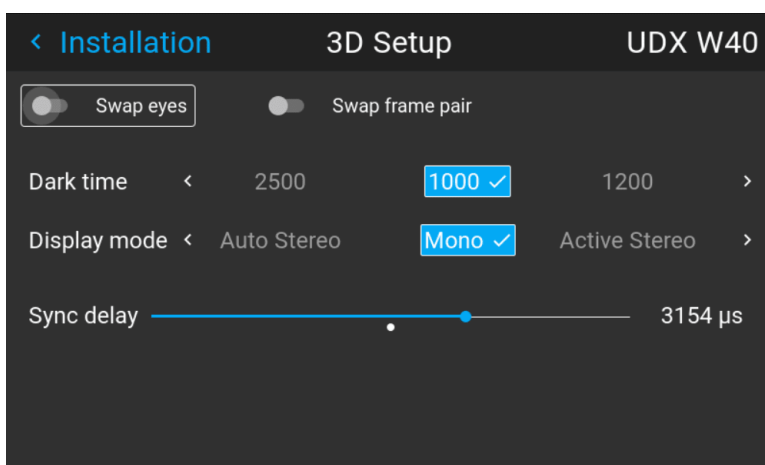 Installation 3D Setup UDX W40
Swap eyes Swap frame pair
Dark time 2500 1000 1200
Display mode Auto Stereo Mono Active Stereo
Sync delay 3154 µs